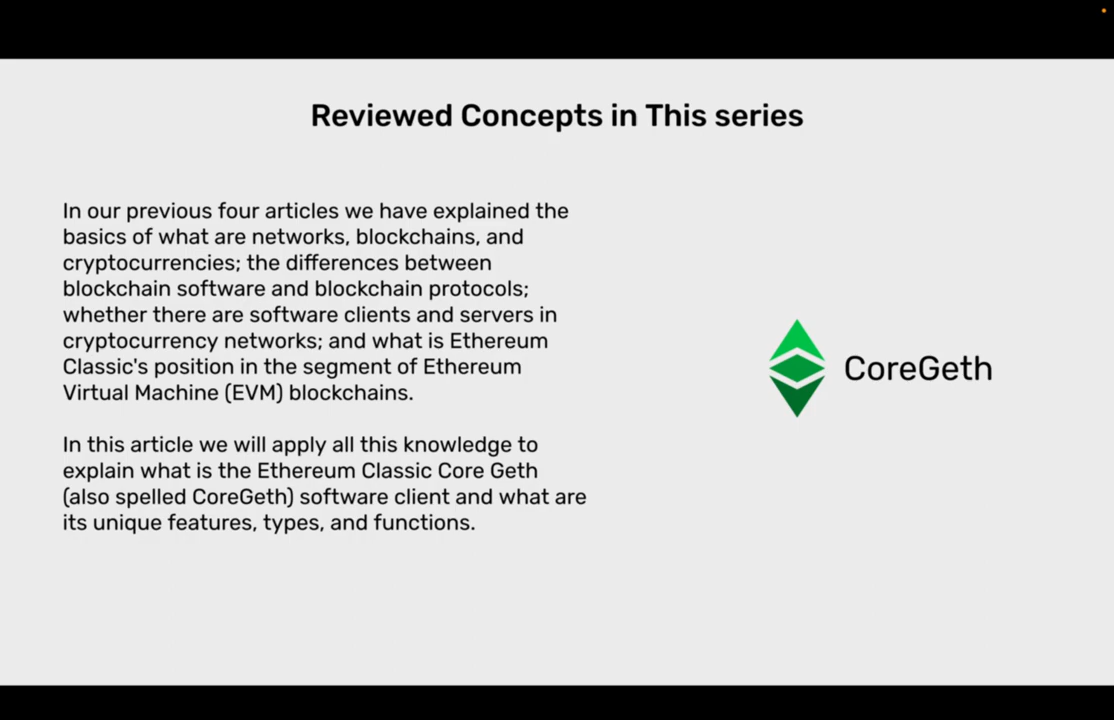 Reviewed Concepts in This series
In our previous four articles we have explained the
basics of what are networks, blockchains, and
cryptocurrencies; the differences between
blockchain software and blockchain protocols;
whether there are software clients and servers in
cryptocurrency networks; and what is Ethereum
Classic's position in the segment of Ethereum
Virtual Machine (EVM) blockchains.
In this article we will apply all this knowledge to
explain what is the Ethereum Classic Core Geth
(also spelled CoreGeth) software client and what are
its unique features, types, and functions.
CoreGeth